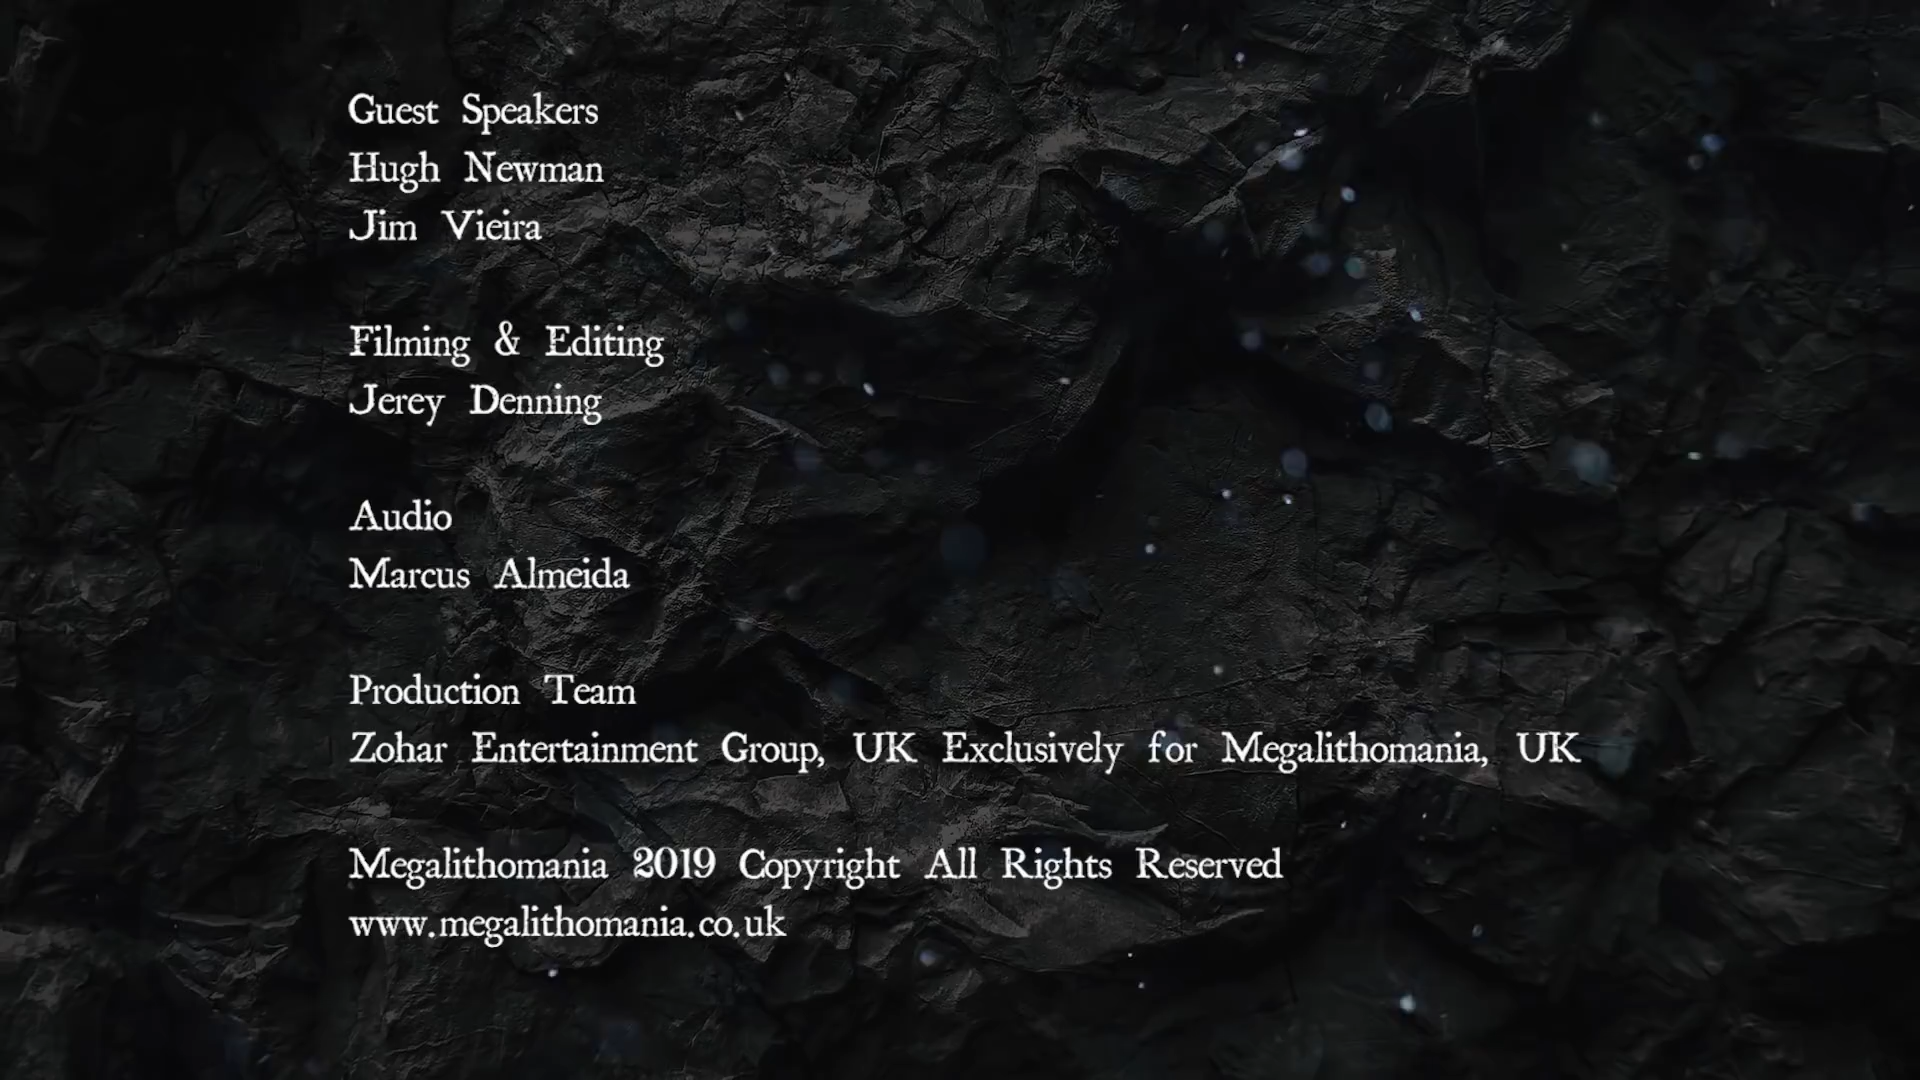 Guest Speakers
Hugh Newman
Jim Vieira
Filming & Editing
Jerey Denning
Audio
Marcus Almeida
Production Team
Zohar Entertainment Group, UK Exclusively for Megalithomania, UK
Megalithomania 2019 Copyright All Rights Reserved
www.megalithomania.co.uk